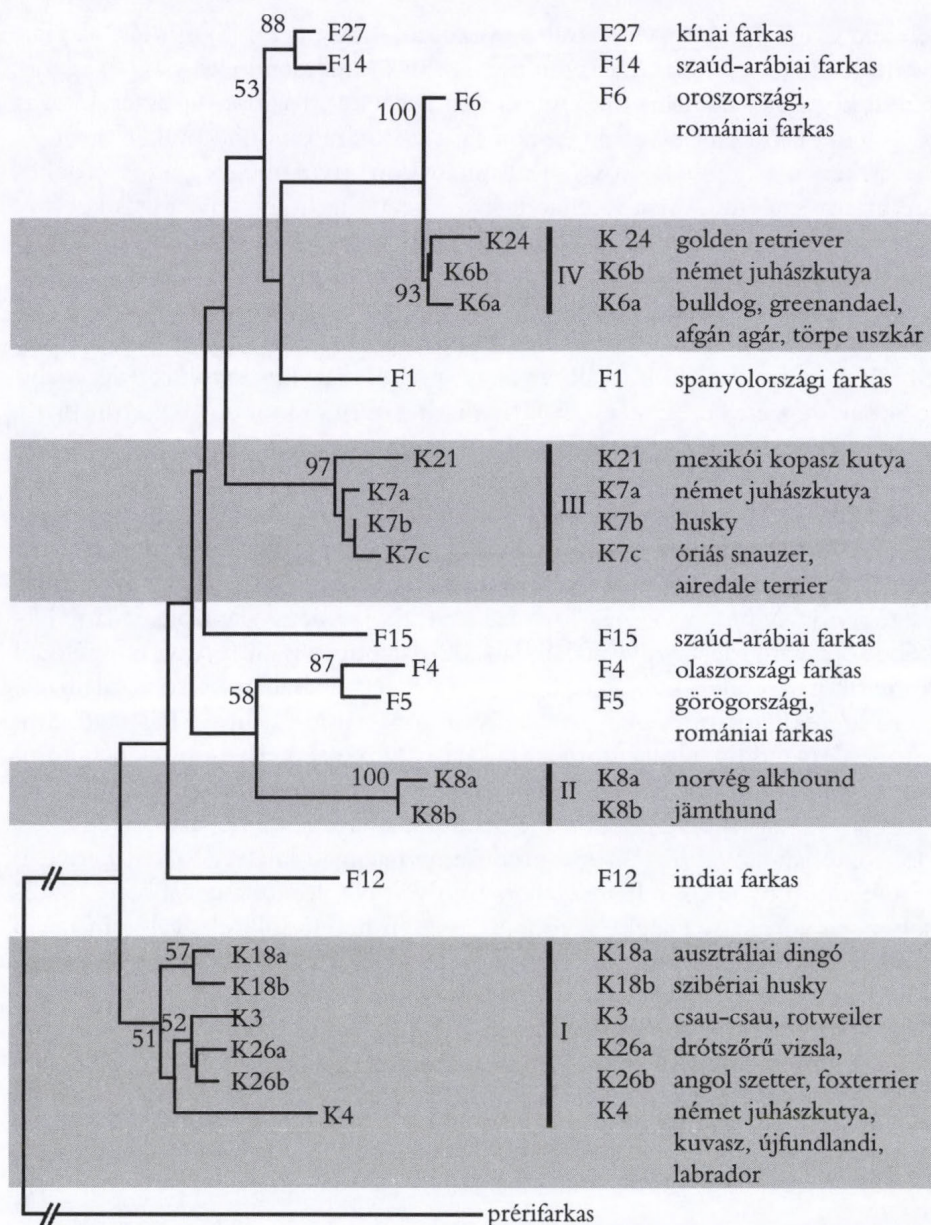 88 F27 F27 kínai farkas
F14 F14 szaúd-arábiai farkas
53 100 F6 F6 oroszországi,
romániai farkas
K24 K 24 golden retriever
K6b IV K6b német juhászkutya
93 K6a K6a bulldog, greenandael,
afgán agár, törpe uszkár
F1 F1 spanyolországi farkas
97 K21 K21 mexikói kopasz kutya
K7a K7a német juhászkutya
K7b III K7b husky
K7c K7c óriás snauzer,
airedale terrier
F15 F15 szaúd-arábiai farkas
87 F4 F4 olaszországi farkas
58 F5 F5 görögországi,
romániai farkas
100 K8a II K8a norvég alkhound
K8b K8b jämthund
F12 F12 indiai farkas
57 K18a K18a ausztráliai dingó
K18b K18b szibériai husky
51 52 K3 I K3 csau-csau, rotweiler
K26a K26a drótszőrű vizsla,
K26b K26b angol szetter, foxterrier
K4 K4 német juhászkutya,
kuvasz, újfundlandi,
labrador
prérifarkas